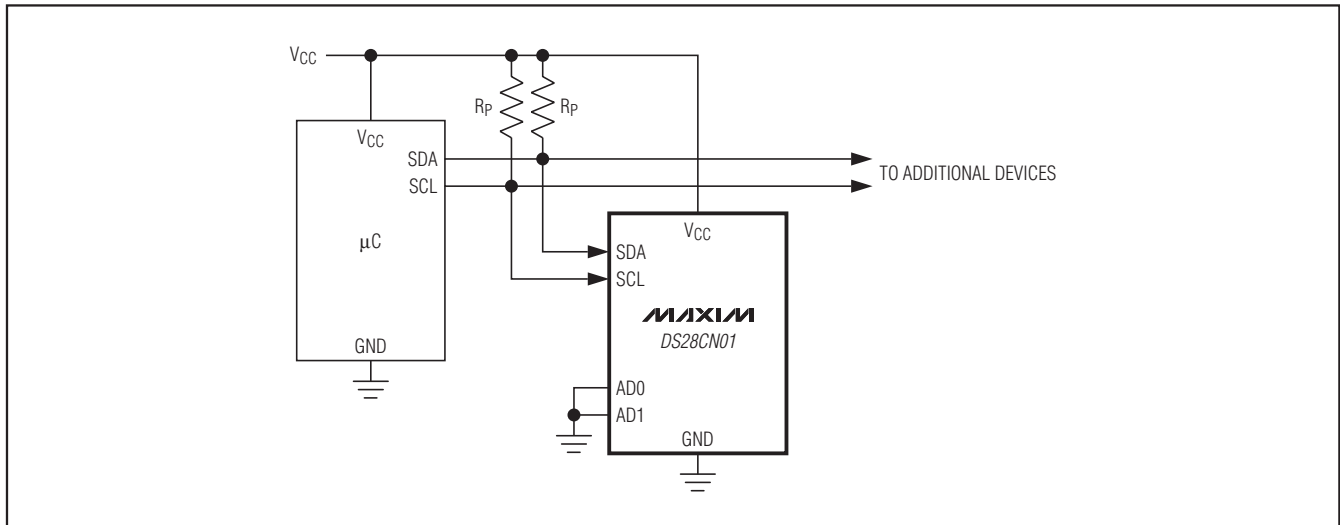 VCC
RP RP
VCC
SDA
SCL
TO ADDITIONAL DEVICES
µC
VCC
SDA
SCL
MAXIM
DS28CN01
GND
AD0
AD1
GND